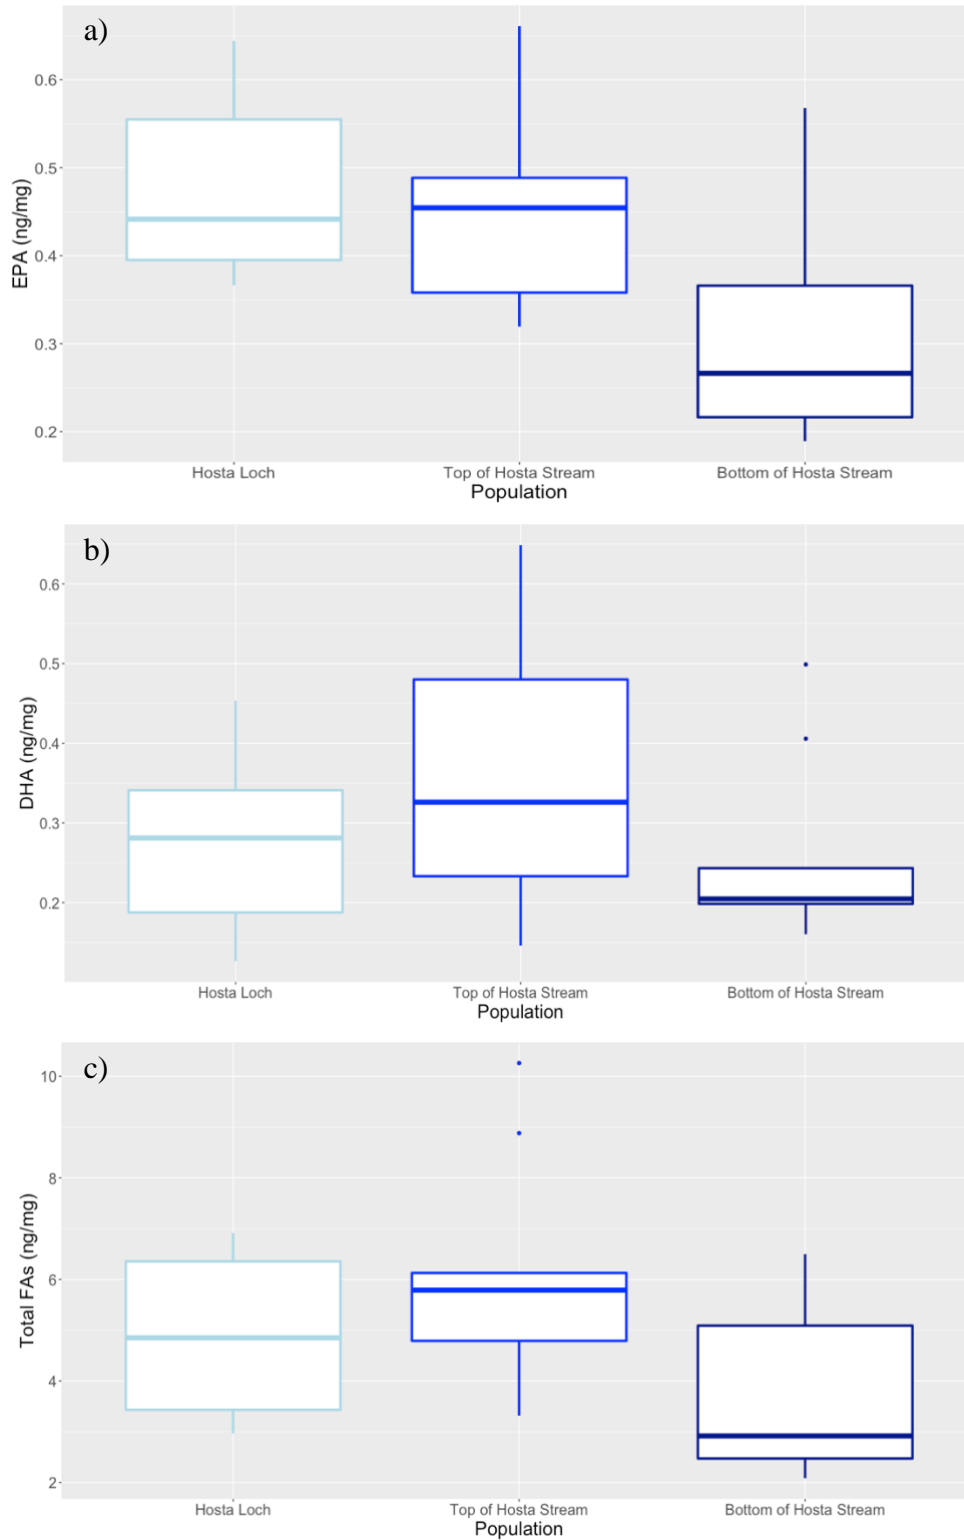 a)
EPA (ng/mg)
0.6
0.5
0.4
0.3
0.2
Hosta Loch Top of Hosta Stream Bottom of Hosta Stream
Population
b)
DHA (ng/mg)
0.6
0.5
0.4
0.3
0.2
Hosta Loch Top of Hosta Stream Bottom of Hosta Stream
Population
c)
Total FAs (ng/mg)
10
8
6
4
2
Hosta Loch Top of Hosta Stream Bottom of Hosta Stream
Population